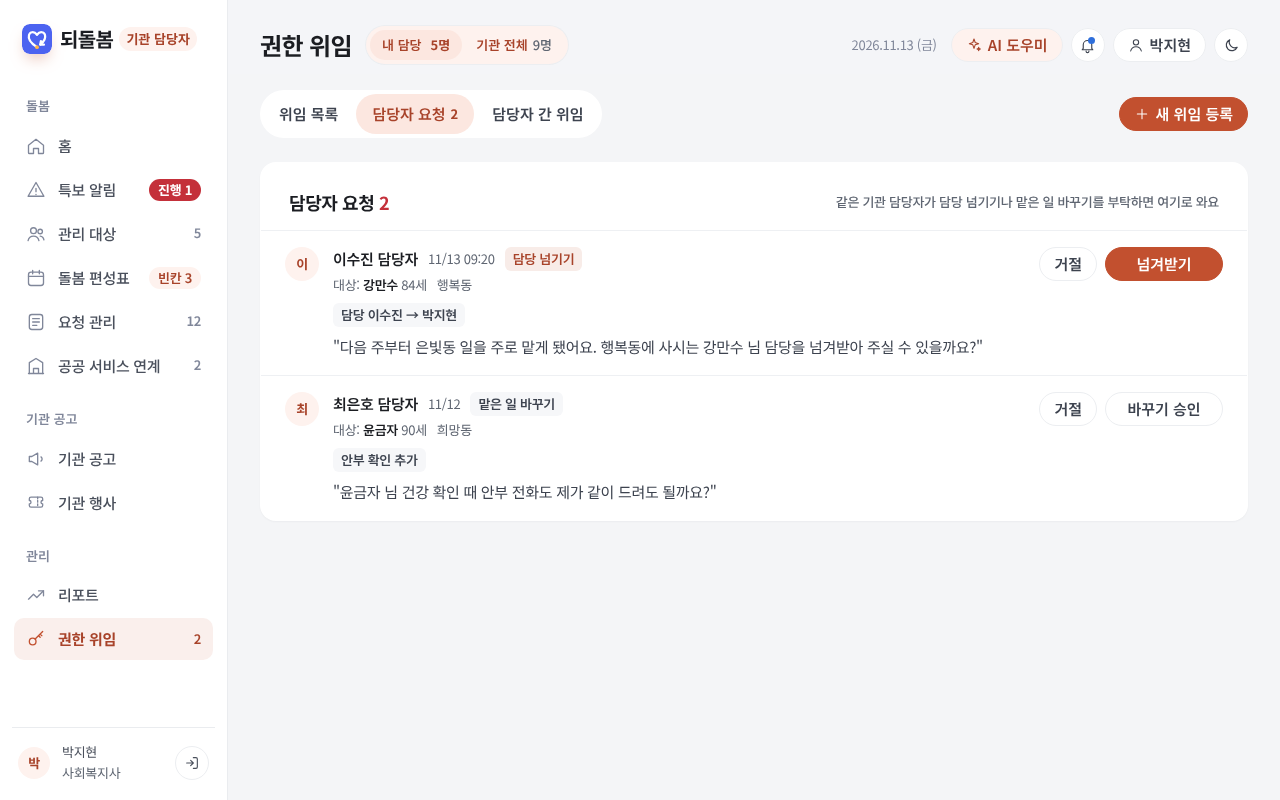 되돌봄 기관 담당자
돌봄
홈
특보 알림 진행 1
관리 대상 5
돌봄 편성표 빈칸 3
요청 관리 12
공공 서비스 연계 2
기관 공고
기관 공고
기관 행사
관리
리포트
권한 위임 2
박 박지현
사회복지사
권한 위임 내 담당 5명 기관 전체 9명
2026.11.13 (금) AI 도우미 박지현
위임 목록 담당자 요청 2 담당자 간 위임
+ 새 위임 등록
담당자 요청 2
같은 기관 담당자가 담당 넘기기나 맡은 일 바꾸기를 부탁하면 여기로 와요
이 이수진 담당자 11/13 09:20 담당 넘기기
대상: 강만수 84세 행복동
담당 이수진 → 박지현
"다음 주부터 은빛동 일을 주로 맡게 됐어요. 행복동에 사시는 강만수 님 담당을 넘겨받아 주실 수 있을까요?"
거절 넘겨받기
최 최은호 담당자 11/12 맡은 일 바꾸기
대상: 윤금자 90세 희망동
안부 확인 추가
"윤금자 님 건강 확인 때 안부 전화도 제가 같이 드려도 될까요?"
거절 바꾸기 승인